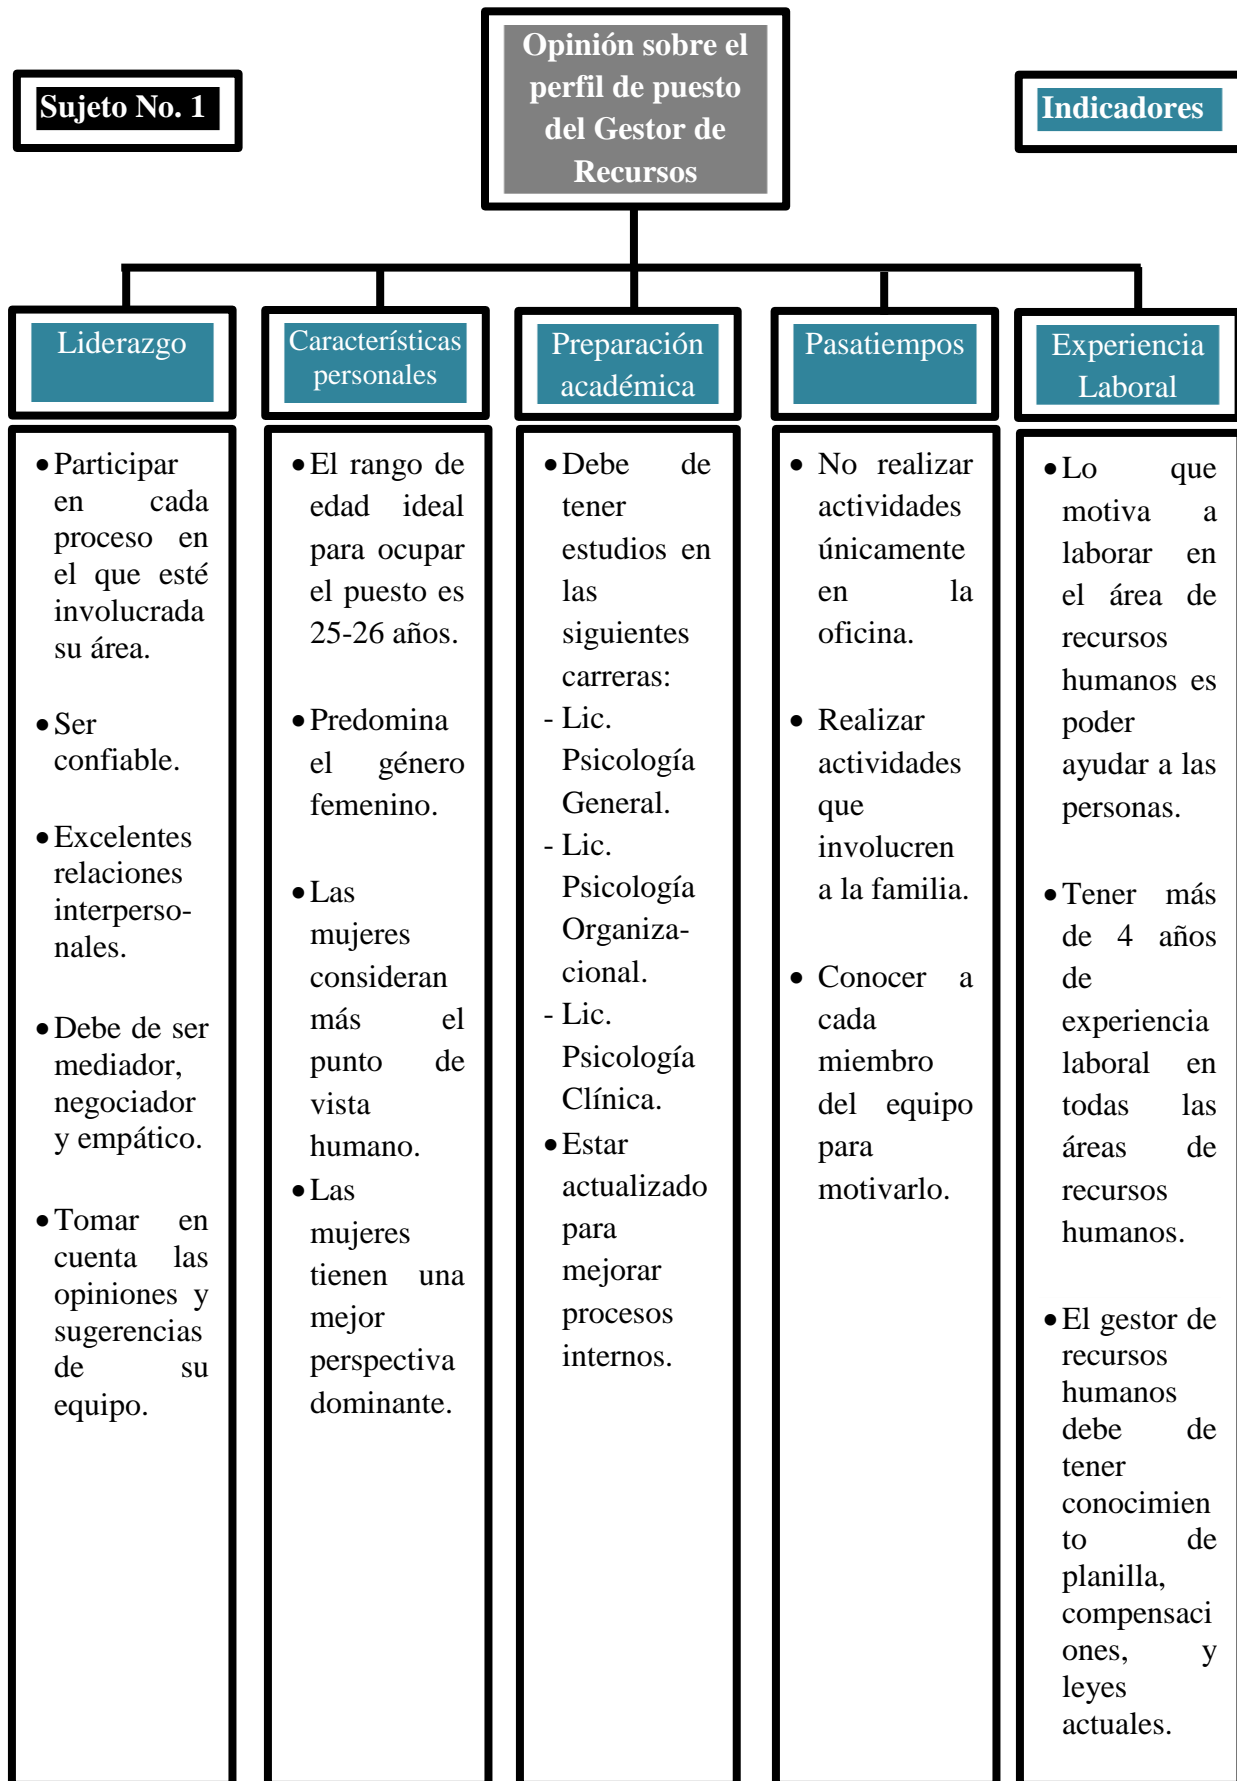 Opinión sobre el
perfil de puesto
del Gestor de
Recursos
Sujeto No. 1
Indicadores
Liderazgo
• Participar
en cada
proceso en
el que esté
involucrada
su área.
• Ser
confiable.
• Excelentes
relaciones
interperso-
nales.
• Debe de ser
mediador,
negociador
y empático.
• Tomar en
cuenta las
opiniones y
sugerencias
de su
equipo.
Características
personales
• El rango de
edad ideal
para ocupar
el puesto es
25-26 años.
• Predomina
el género
femenino.
• Las
mujeres
consideran
más el
punto de
vista
humano.
• Las
mujeres
tienen una
mejor
perspectiva
dominante.
Preparación
académica
• Debe de
tener
estudios en
las
siguientes
carreras:
- Lic.
Psicología
General.
- Lic.
Psicología
Organiza-
cional.
- Lic.
Psicología
Clínica.
• Estar
actualizado
para
mejorar
procesos
internos.
Pasatiempos
• No realizar
actividades
únicamente
en la
oficina.
• Realizar
actividades
que
involucren
a la familia.
• Conocer a
cada
miembro
del equipo
para
motivarlo.
Experiencia
Laboral
• Lo que
motiva a
laborar en
el área de
recursos
humanos es
poder
ayudar a las
personas.
• Tener más
de 4 años
de
experiencia
laboral en
todas las
áreas de
recursos
humanos.
• El gestor de
recursos
humanos
debe de
tener
conocimien
to de
planilla,
compensaci
ones, y
leyes
actuales.